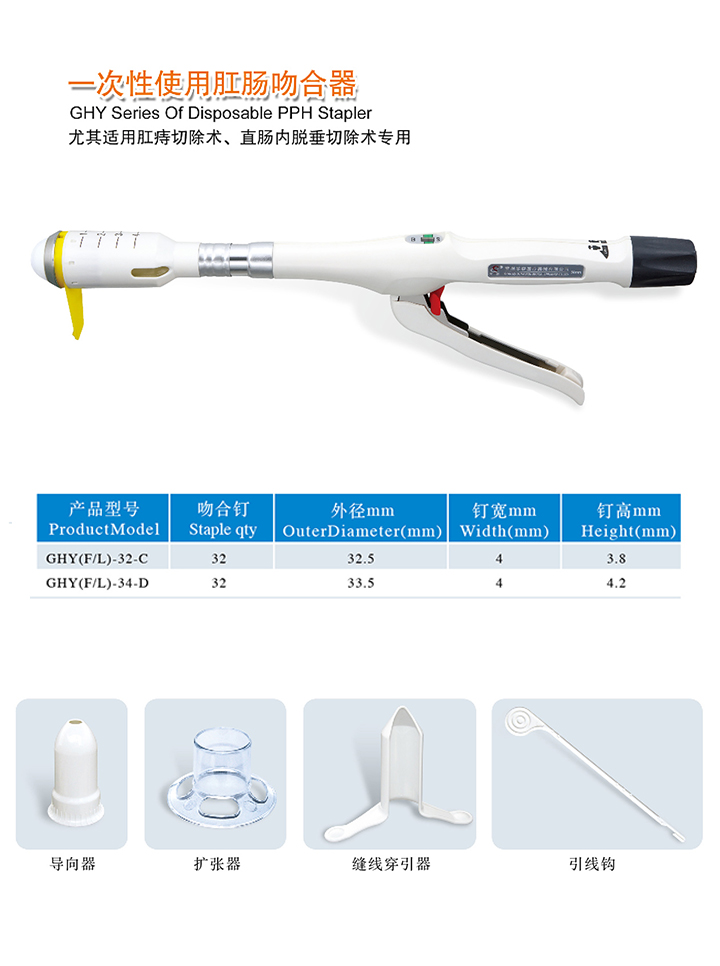 一次性使用肛肠吻合器
GHY Series Of Disposable PPH Stapler
尤其适用肛痔切除术、直肠内脱垂切除术专用
产品型号 吻合钉 外径mm 钉宽mm 钉高mm
ProductModel Staple qty OuterDiameter(mm) Width(mm) Height(mm)
GHY(F/L)-32-C 32 32.5 4 3.8
GHY(F/L)-34-D 32 33.5 4 4.2
导向器 扩张器 缝线穿引器 引线钩